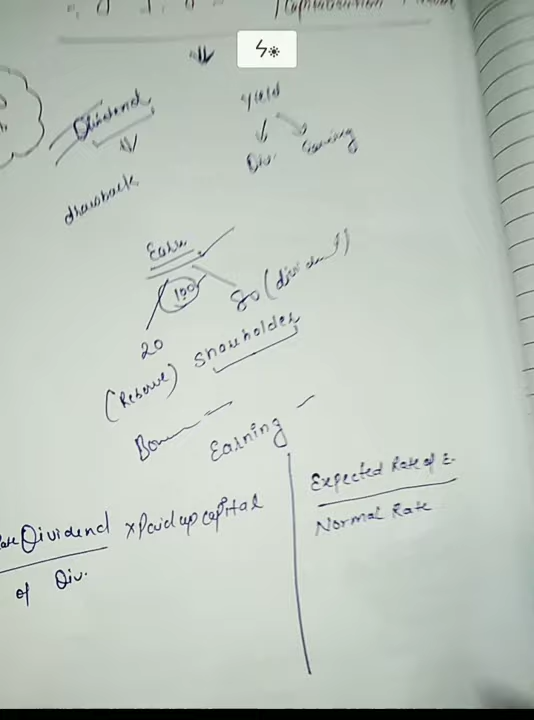 Dividend
Yield
Div. Earning
drawback
Earn
100
80 (dividend)
20
(Reserve) Shareholder
Earning
Dividend × Paid up capital
of Div.
Expected Rate of E.
Normal Rate